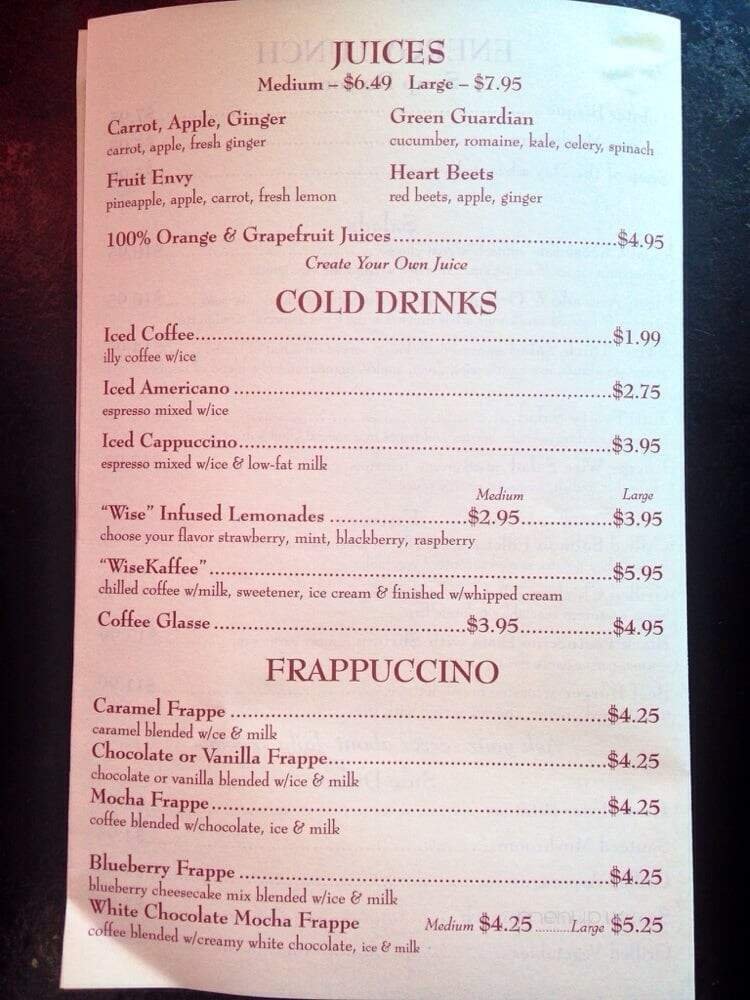 JUICES
Medium – $6.49 Large – $7.95
Carrot, Apple, Ginger
carrot, apple, fresh ginger
Green Guardian
cucumber, romaine, kale, celery, spinach
Fruit Envy
pineapple, apple, carrot, fresh lemon
Heart Beets
red beets, apple, ginger
100% Orange & Grapefruit Juices $4.95
Create Your Own Juice
COLD DRINKS
Iced Coffee $1.99
illy coffee w/ice
Iced Americano $2.75
espresso mixed w/ice
Iced Cappuccino $3.95
espresso mixed w/ice & low-fat milk
Medium Large
"Wise" Infused Lemonades $2.95 $3.95
choose your flavor strawberry, mint, blackberry, raspberry
"WiseKaffee" $5.95
chilled coffee w/milk, sweetener, ice cream & finished w/whipped cream
Coffee Glasse $3.95 $4.95
FRAPPUCCINO
Caramel Frappe $4.25
caramel blended w/ce & milk
Chocolate or Vanilla Frappe $4.25
chocolate or vanilla blended w/ice & milk
Mocha Frappe $4.25
coffee blended w/chocolate, ice & milk
Blueberry Frappe $4.25
blueberry cheesecake mix blended w/ice & milk
White Chocolate Mocha Frappe Medium $4.25 Large $5.25
coffee blended w/creamy white chocolate, ice & milk